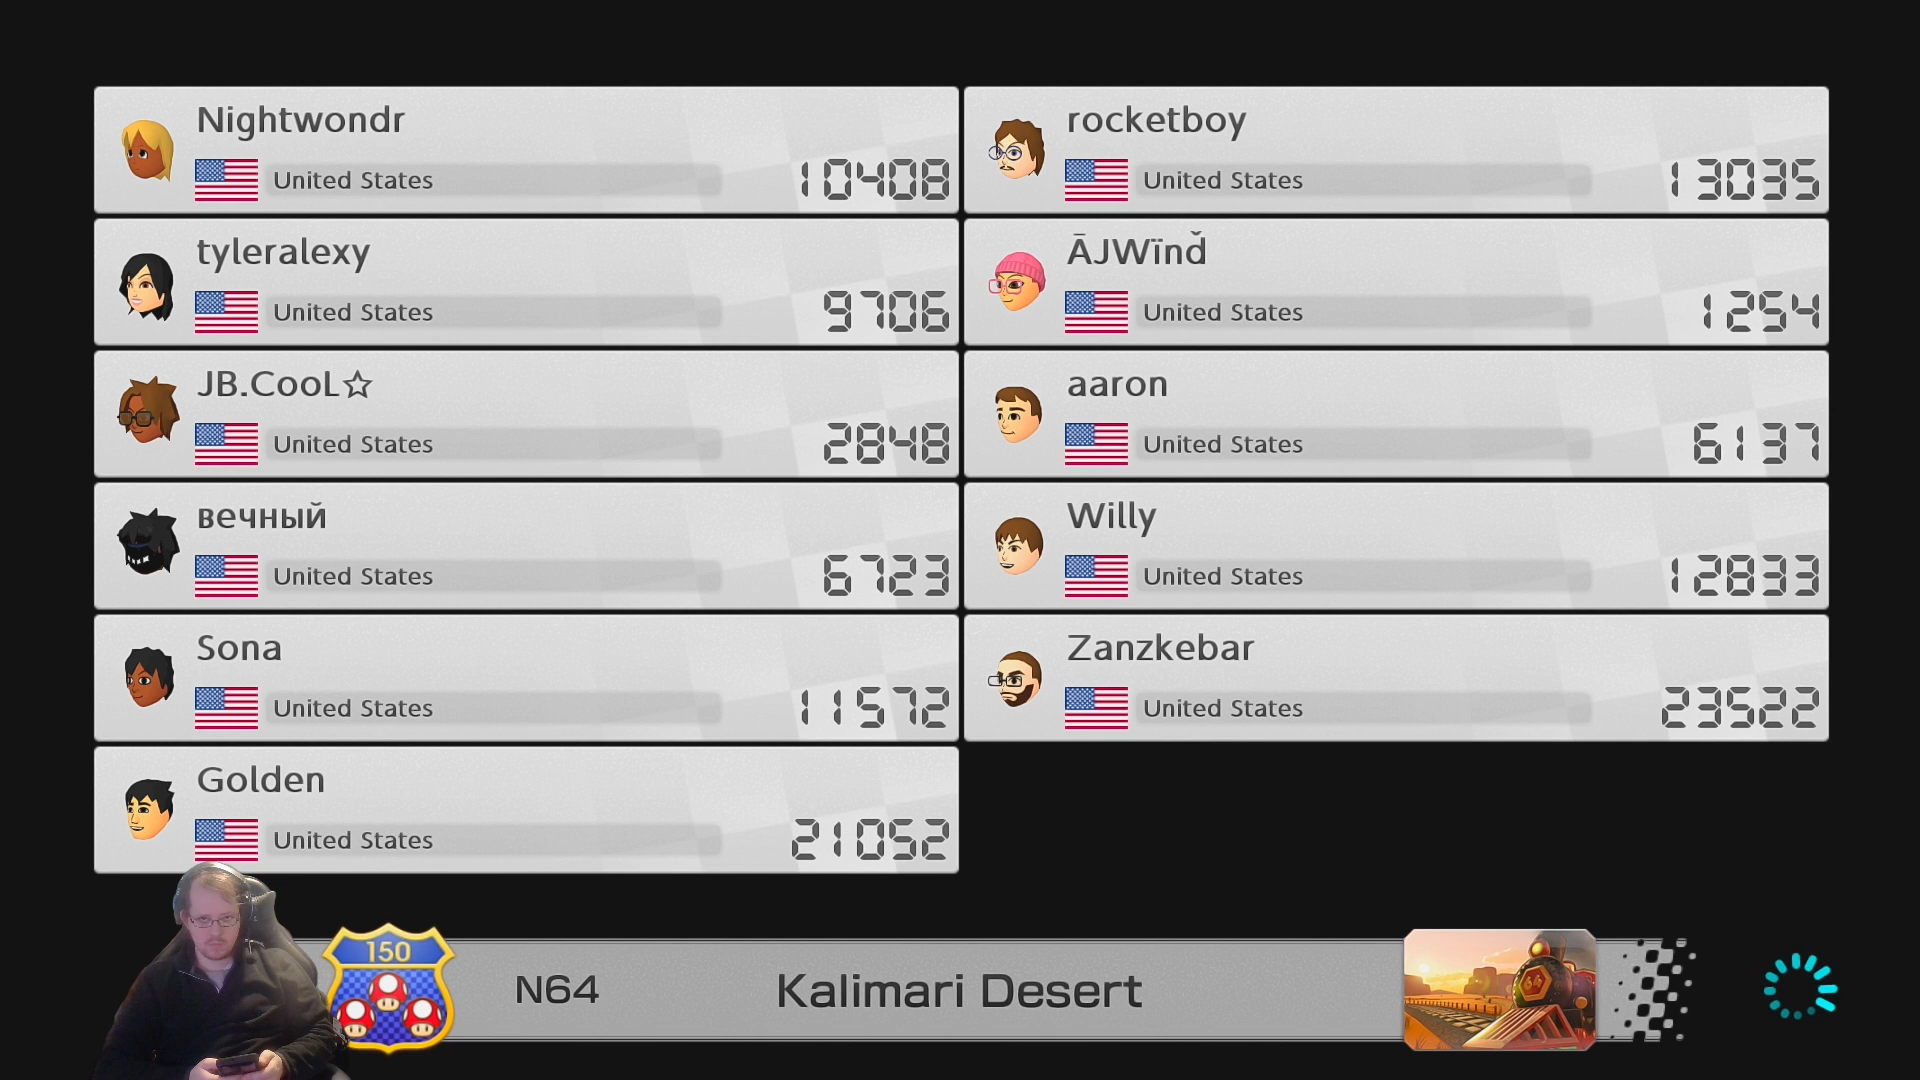 Nightwondr
United States 10408
rocketboy
United States 13035
tyleralexy
United States 9706
ĀJWïnď
United States 1254
JB.CooL☆
United States 2848
aaron
United States 6137
вечный
United States 6723
Willy
United States 12833
Sona
United States 11572
Zanzkebar
United States 23522
Golden
United States 21052
150
N64 Kalimari Desert